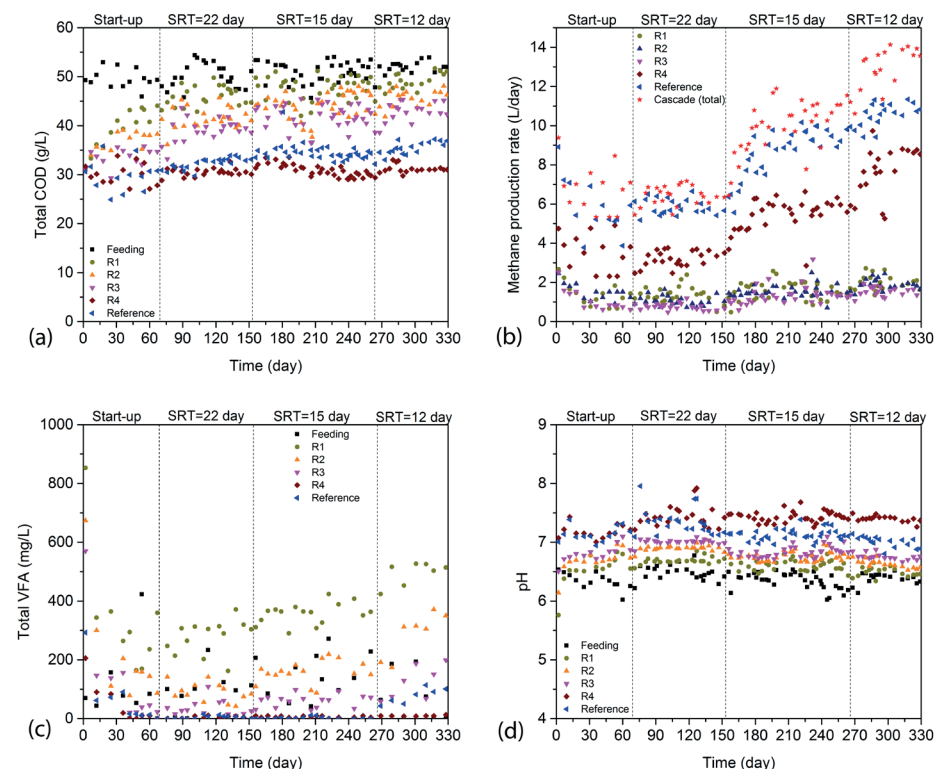 Start-up SRT=22 day SRT=15 day SRT=12 day
60
50
40
30
20
10
0
Total COD (g/L)
Feeding
R1
R2
R3
R4
Reference
0 30 60 90 120 150 180 210 240 270 300 330
Time (day)
(a)
Start-up SRT=22 day SRT=15 day SRT=12 day
14
12
10
8
6
4
2
0
Methane production rate (L/day)
R1
R2
R3
R4
Reference
Cascade (total)
0 30 60 90 120 150 180 210 240 270 300 330
Time (day)
(b)
Start-up SRT=22 day SRT=15 day SRT=12 day
1000
800
600
400
200
0
Total VFA (mg/L)
Feeding
R1
R2
R3
R4
Reference
0 30 60 90 120 150 180 210 240 270 300 330
Time (day)
(c)
Start-up SRT=22 day SRT=15 day SRT=12 day
9
8
7
6
5
4
pH
Feeding
R1
R2
R3
R4
Reference
0 30 60 90 120 150 180 210 240 270 300 330
Time (day)
(d)